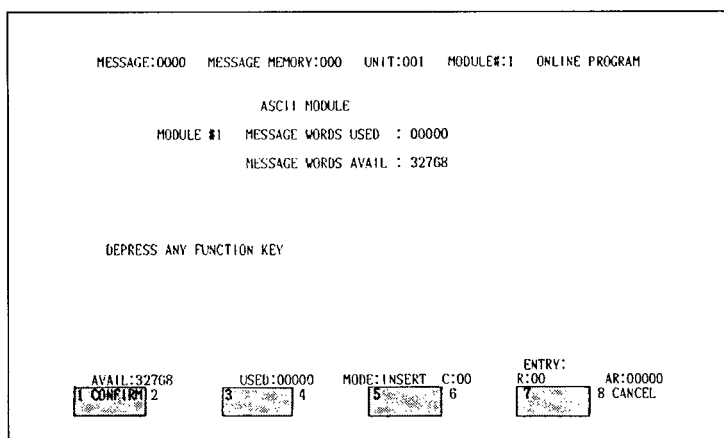 MESSAGE:0000 MESSAGE MEMORY:000 UNIT:001 MODULE#:1 ONLINE PROGRAM
ASCII MODULE
MODULE #1 MESSAGE WORDS USED : 00000
MESSAGE WORDS AVAIL : 32768
DEPRESS ANY FUNCTION KEY
ENTRY:
AVAIL:32768 USED:00000 MODE:INSERT C:00 R:00 AR:00000
1 CONFIRM 2 3 4 5 6 7 8 CANCEL